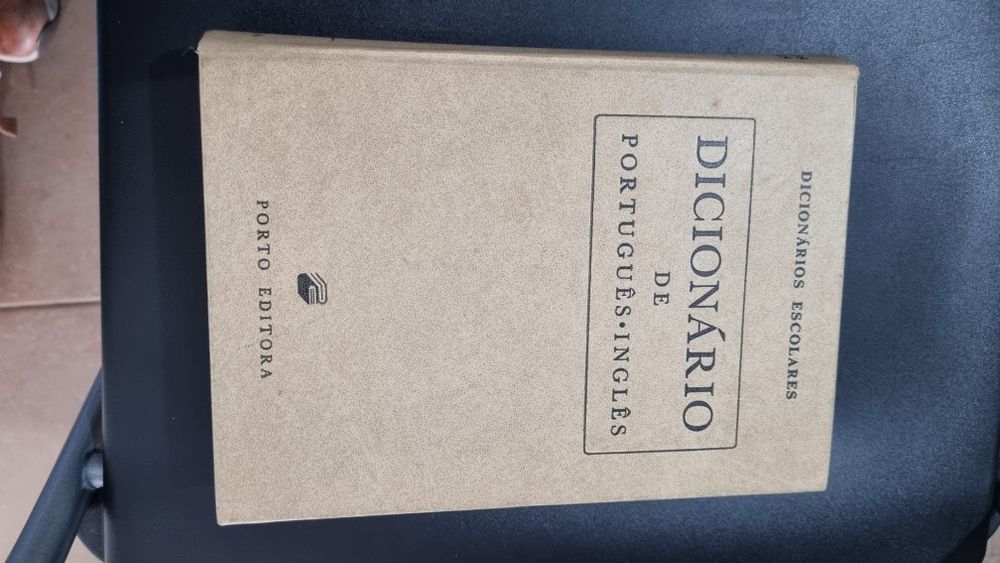 DICIONÁRIOS ESCOLARES
DICIONÁRIO
DE
PORTUGUÊS•INGLÊS
PORTO EDITORA